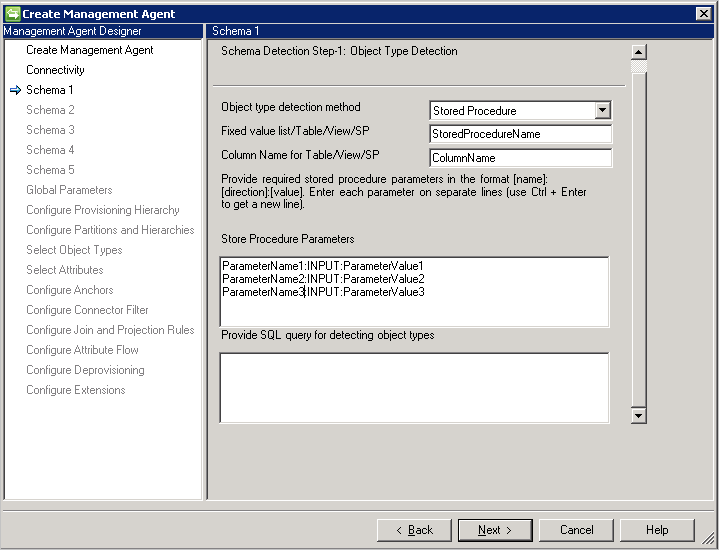 Create Management Agent
Management Agent Designer
Create Management Agent
Connectivity
Schema 1
Schema 2
Schema 3
Schema 4
Schema 5
Global Parameters
Configure Provisioning Hierarchy
Configure Partitions and Hierarchies
Select Object Types
Select Attributes
Configure Anchors
Configure Connector Filter
Configure Join and Projection Rules
Configure Attribute Flow
Configure Deprovisioning
Configure Extensions
Schema 1
Schema Detection Step-1: Object Type Detection
Object type detection method
Stored Procedure
Fixed value list/Table/View/SP
StoredProcedureName
Column Name for Table/View/SP
ColumnName
Provide required stored procedure parameters in the format [name]:
[direction]:[value]. Enter each parameter on separate lines (use Ctrl + Enter
to get a new line).
Store Procedure Parameters
ParameterName1:INPUT:ParameterValue1
ParameterName2:INPUT:ParameterValue2
ParameterName3:INPUT:ParameterValue3
Provide SQL query for detecting object types
< Back
Next >
Cancel
Help